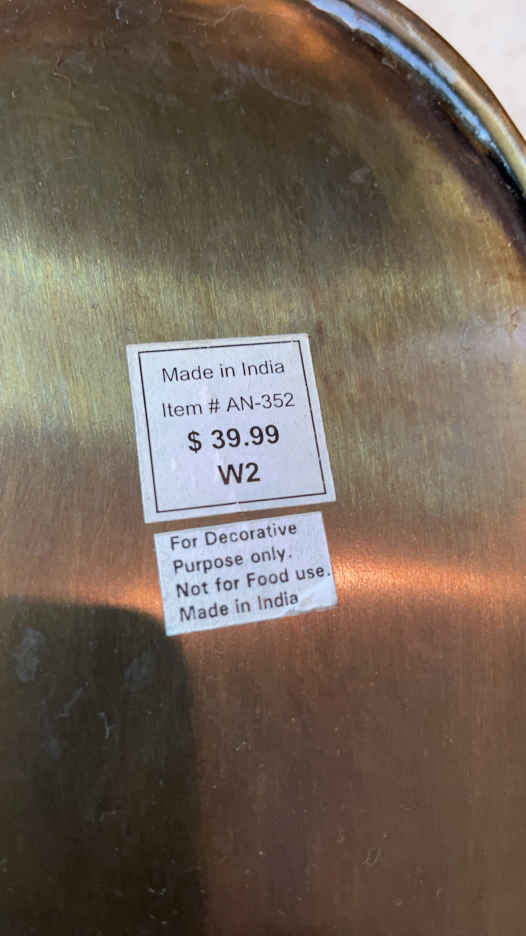 Made in India
Item # AN-352
$ 39.99
W2
For Decorative
Purpose only.
Not for Food use.
Made in India